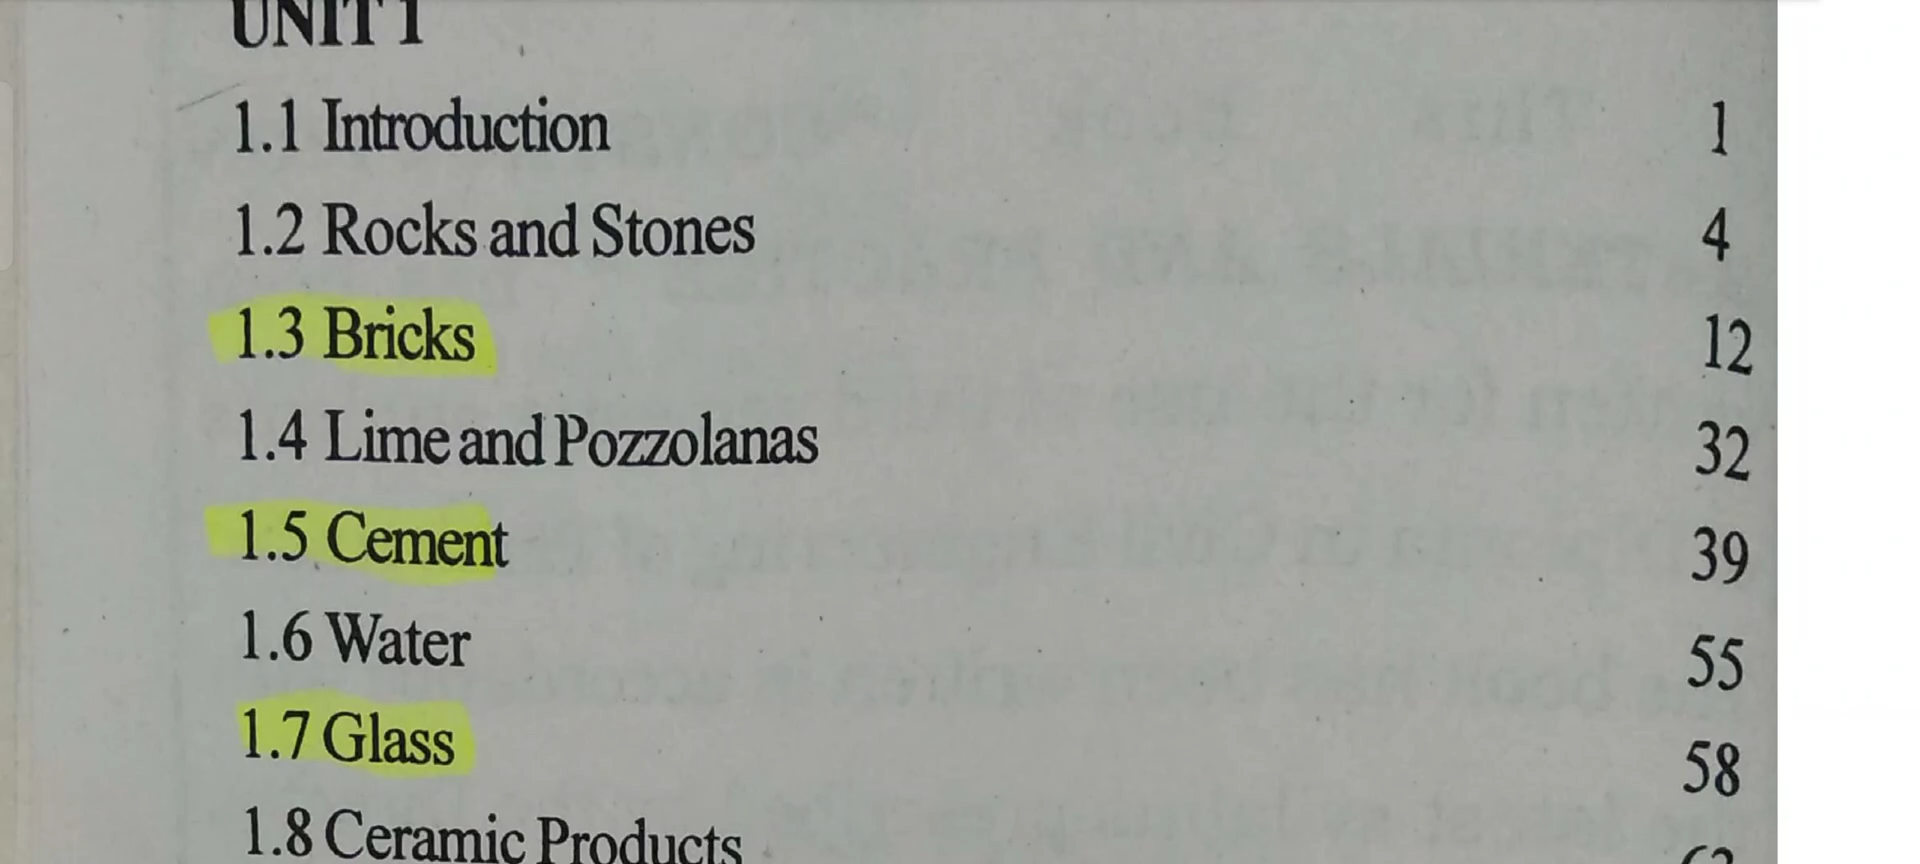 UNIT 1
1.1 Introduction 1
1.2 Rocks and Stones 4
1.3 Bricks 12
1.4 Lime and Pozzolanas 32
1.5 Cement 39
1.6 Water 55
1.7 Glass 58
1.8 Ceramic Products